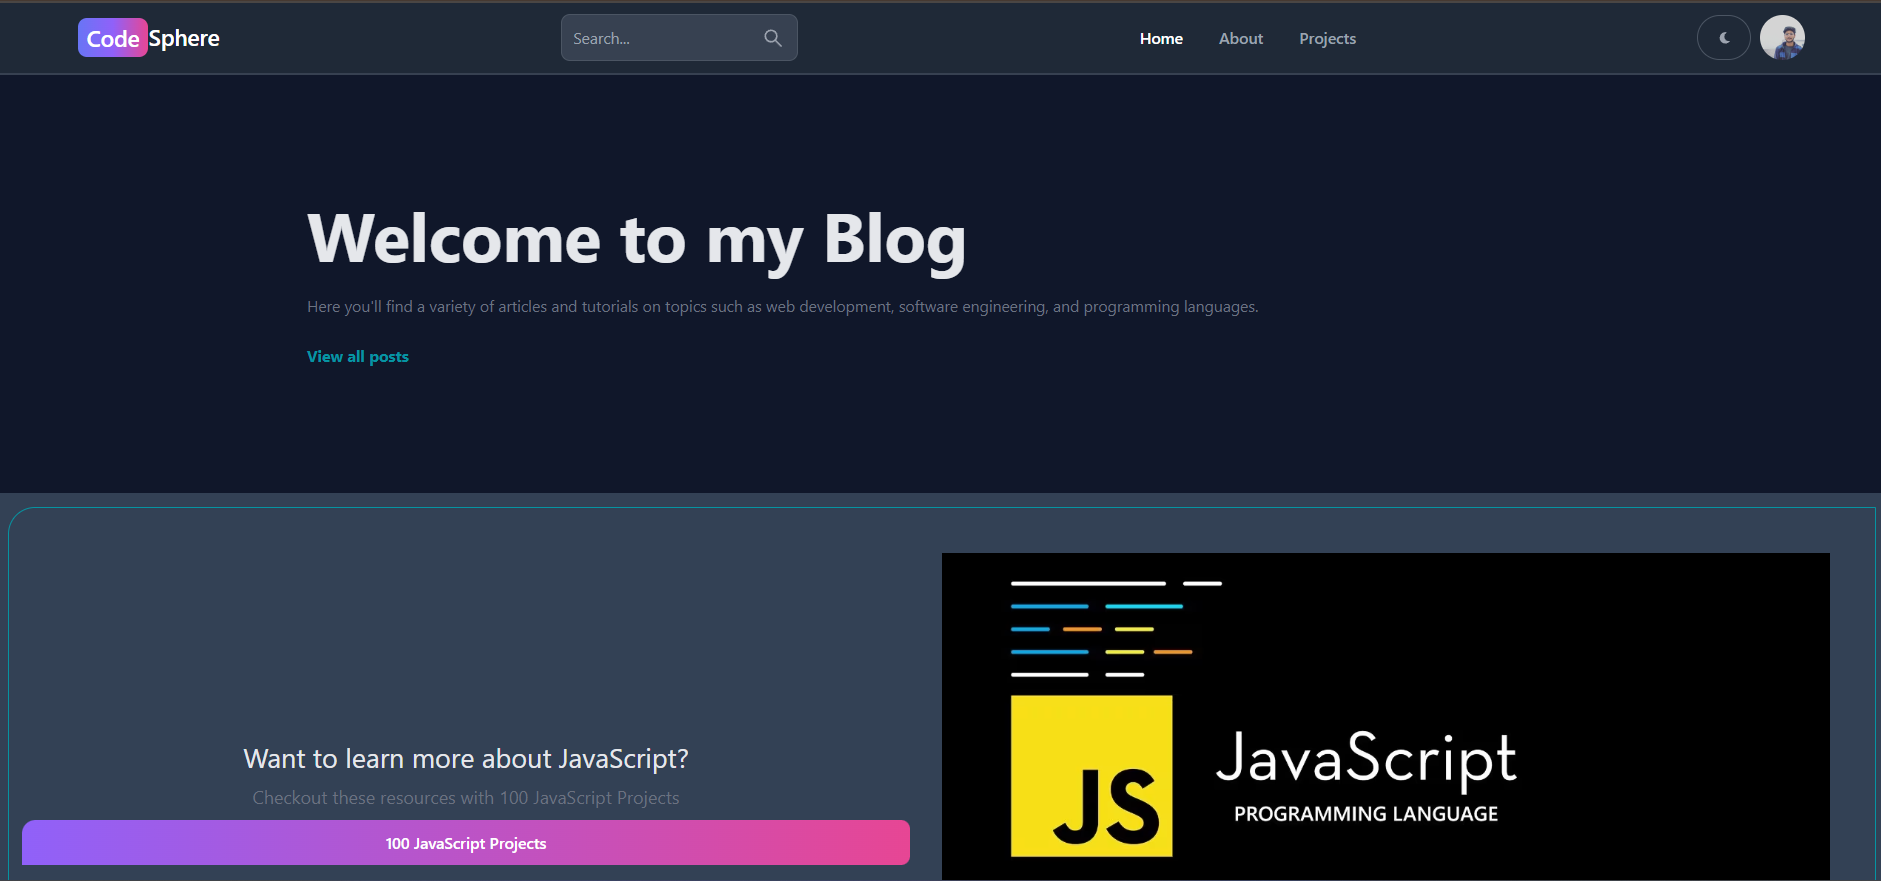 CodeSphere
Search...
Home
About
Projects
Welcome to my Blog
Here you'll find a variety of articles and tutorials on topics such as web development, software engineering, and programming languages.
View all posts
Want to learn more about JavaScript?
Checkout these resources with 100 JavaScript Projects
100 JavaScript Projects
JS
JavaScript
PROGRAMMING LANGUAGE